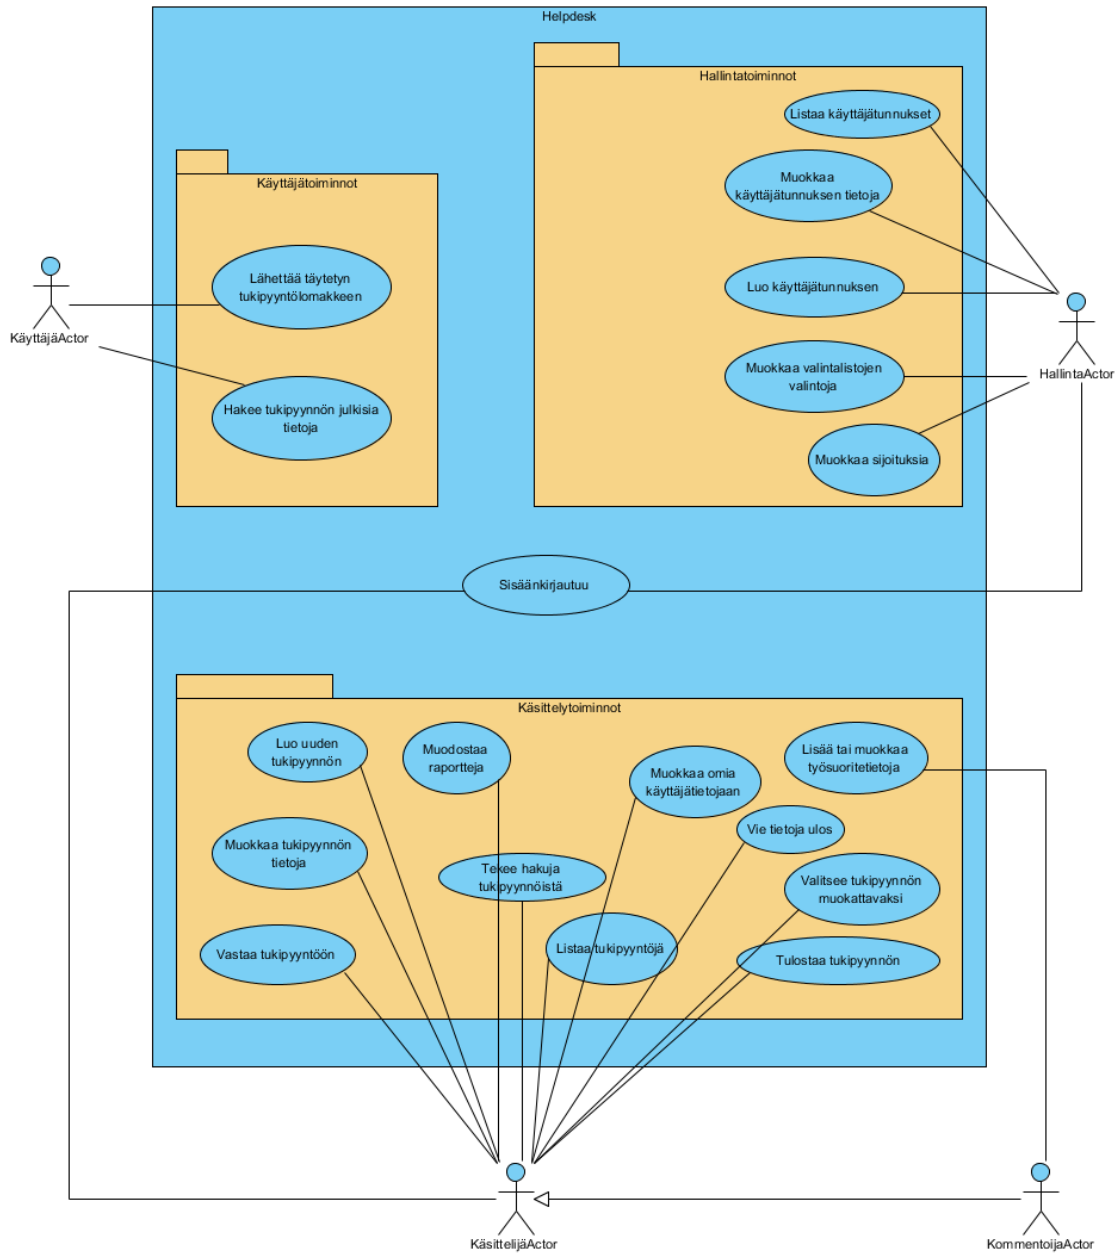 Helpdesk
Hallintatoiminnot
Listaa käyttäjätunnukset
Muokkaa
käyttäjätunnuksen tietoja
Luo käyttäjätunnuksen
Muokkaa valintalistojen
valintoja
Muokkaa sijoituksia
HallintaActor
Käyttäjätoiminnot
Lähettää täytetyn
tukipyyntölomakkeen
Hakee tukipyynnön julkisia
tietoja
KäyttäjäActor
Sisäänkirjautuu
Käsittelytoiminnot
Luo uuden
tukipyynnön
Muodostaa
raportteja
Muokkaa omia
käyttäjätietojaan
Lisää tai muokkaa
työsuoritetietoja
Vie tietoja ulos
Muokkaa tukipyynnön
tietoja
Tekee hakuja
tukipyynnöistä
Valitsee tukipyynnön
muokattavaksi
Vastaa tukipyyntöön
Listaa tukipyyntöjä
Tulostaa tukipyynnön
KäsittelijäActor
KommentoijaActor